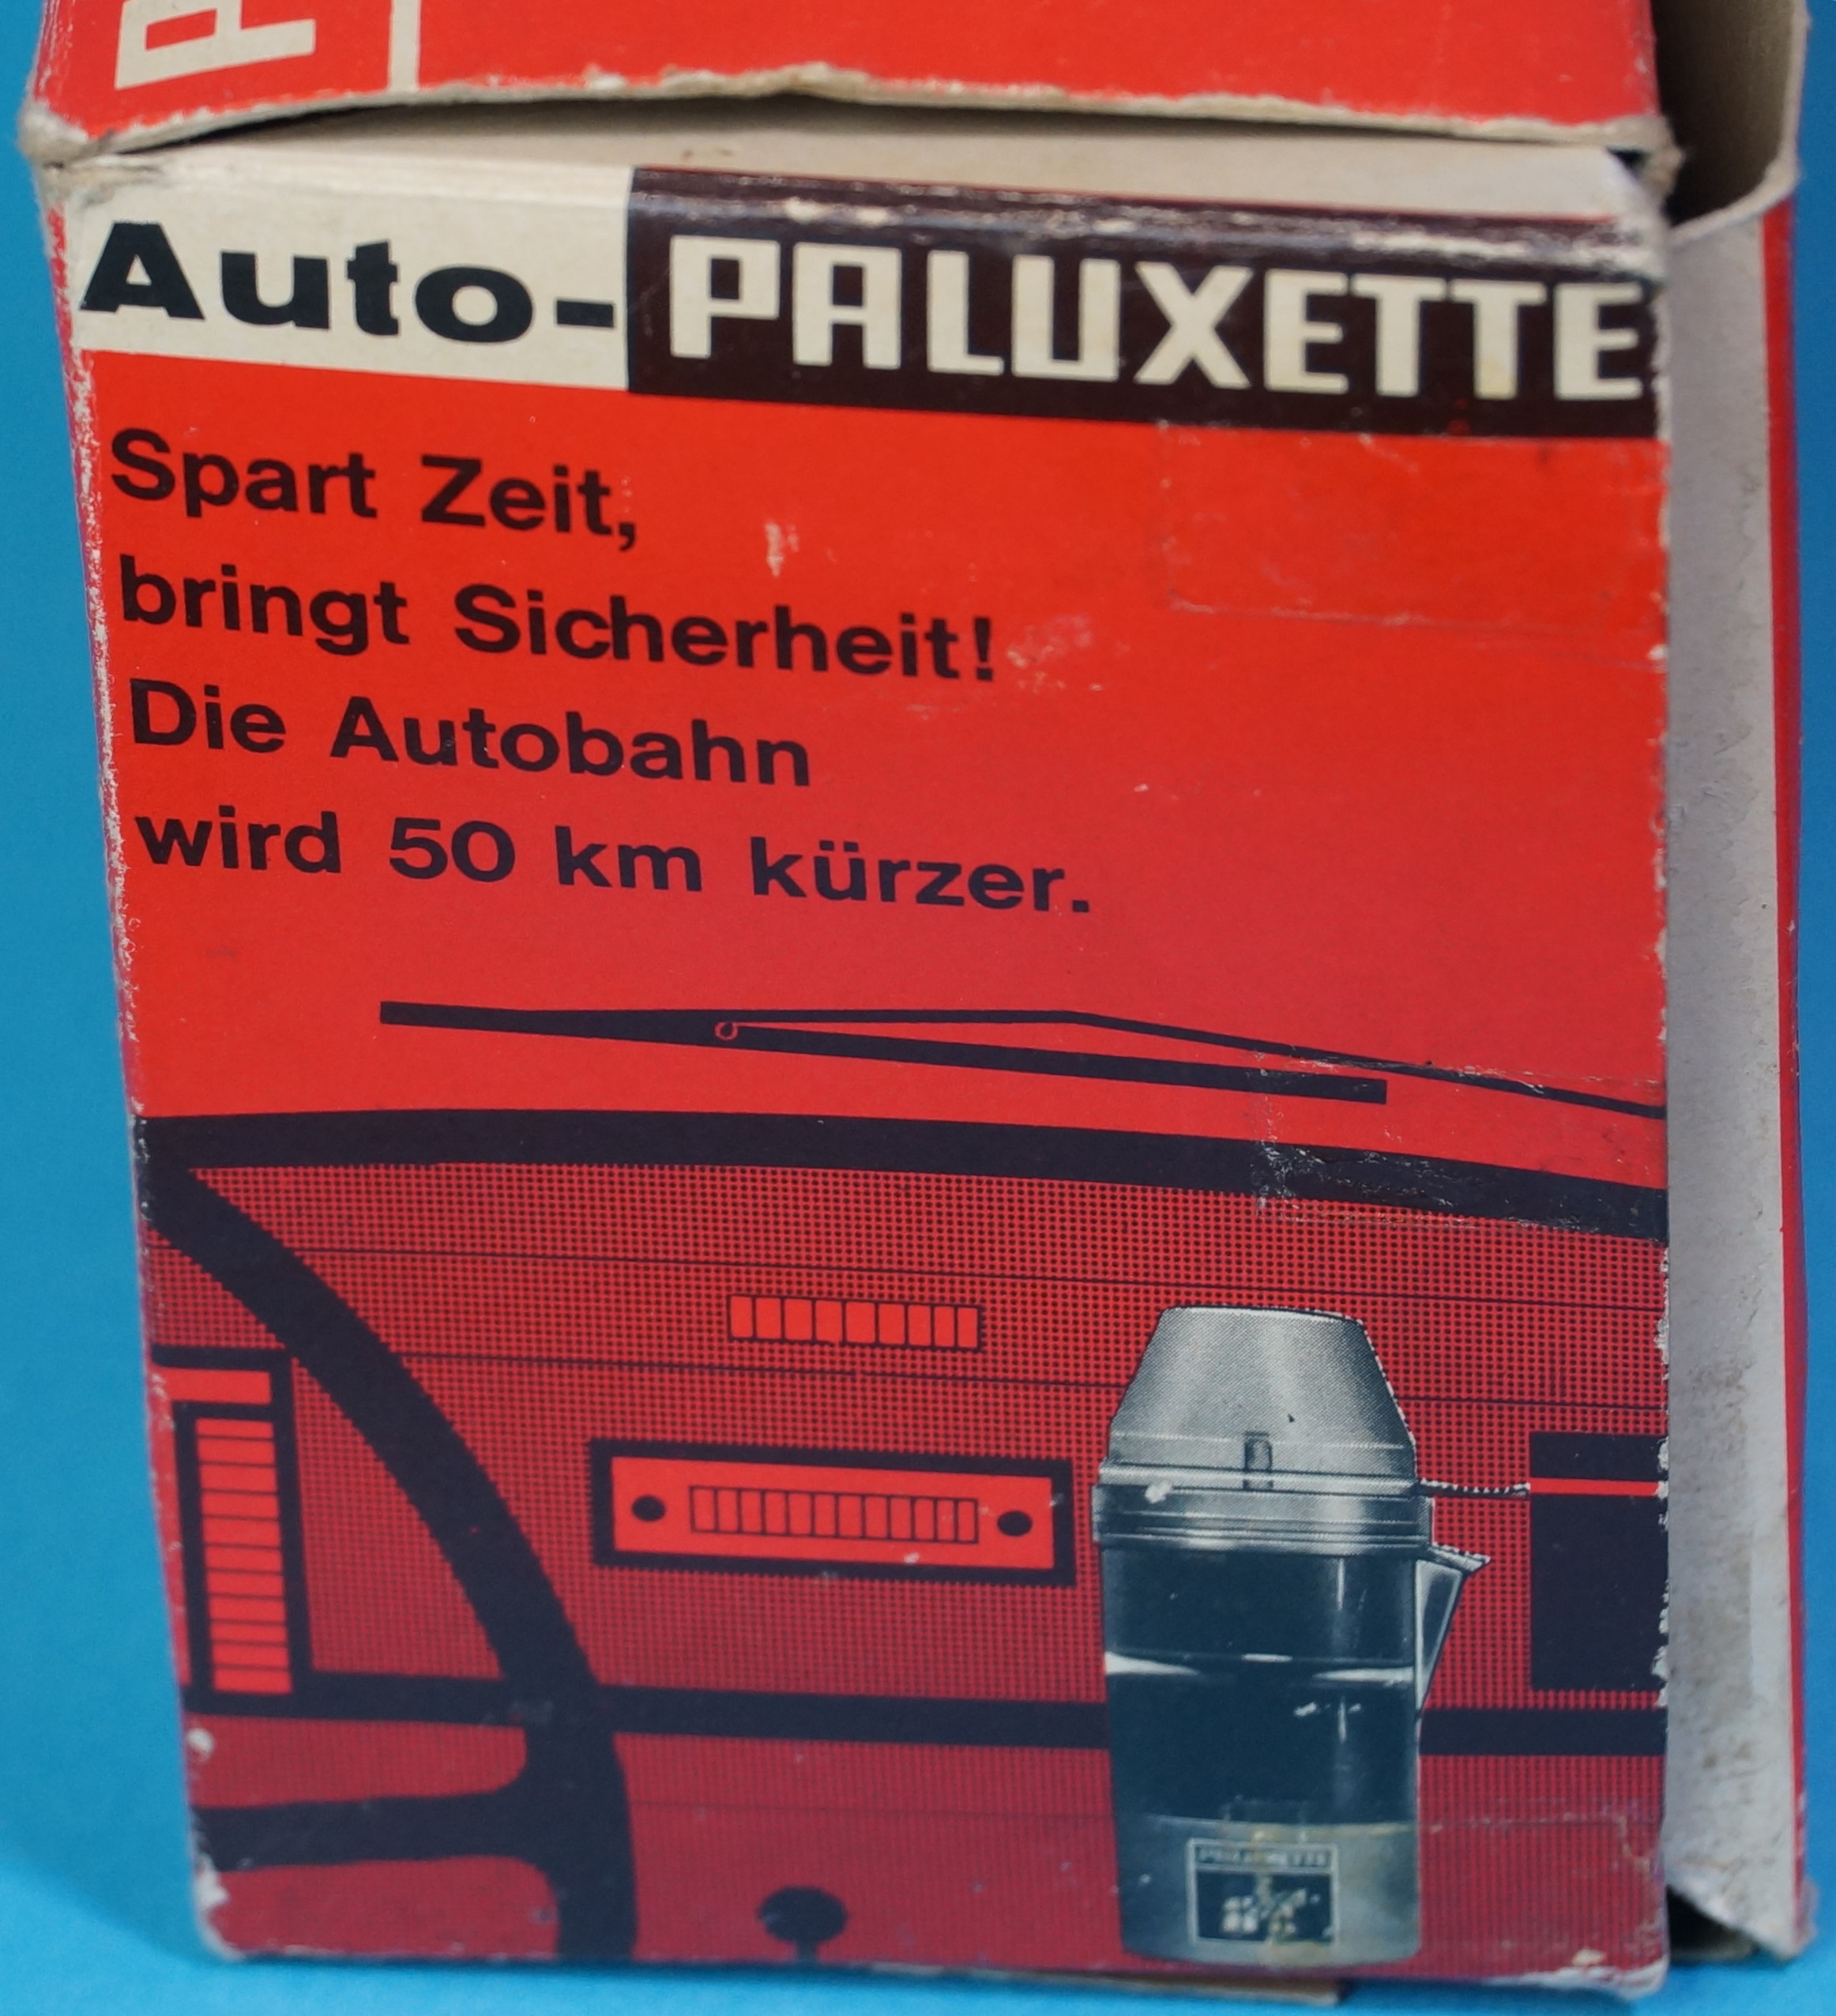 P
Auto-PALUXETTE
Spart Zeit,
bringt Sicherheit!
Die Autobahn
wird 50 km kürzer.